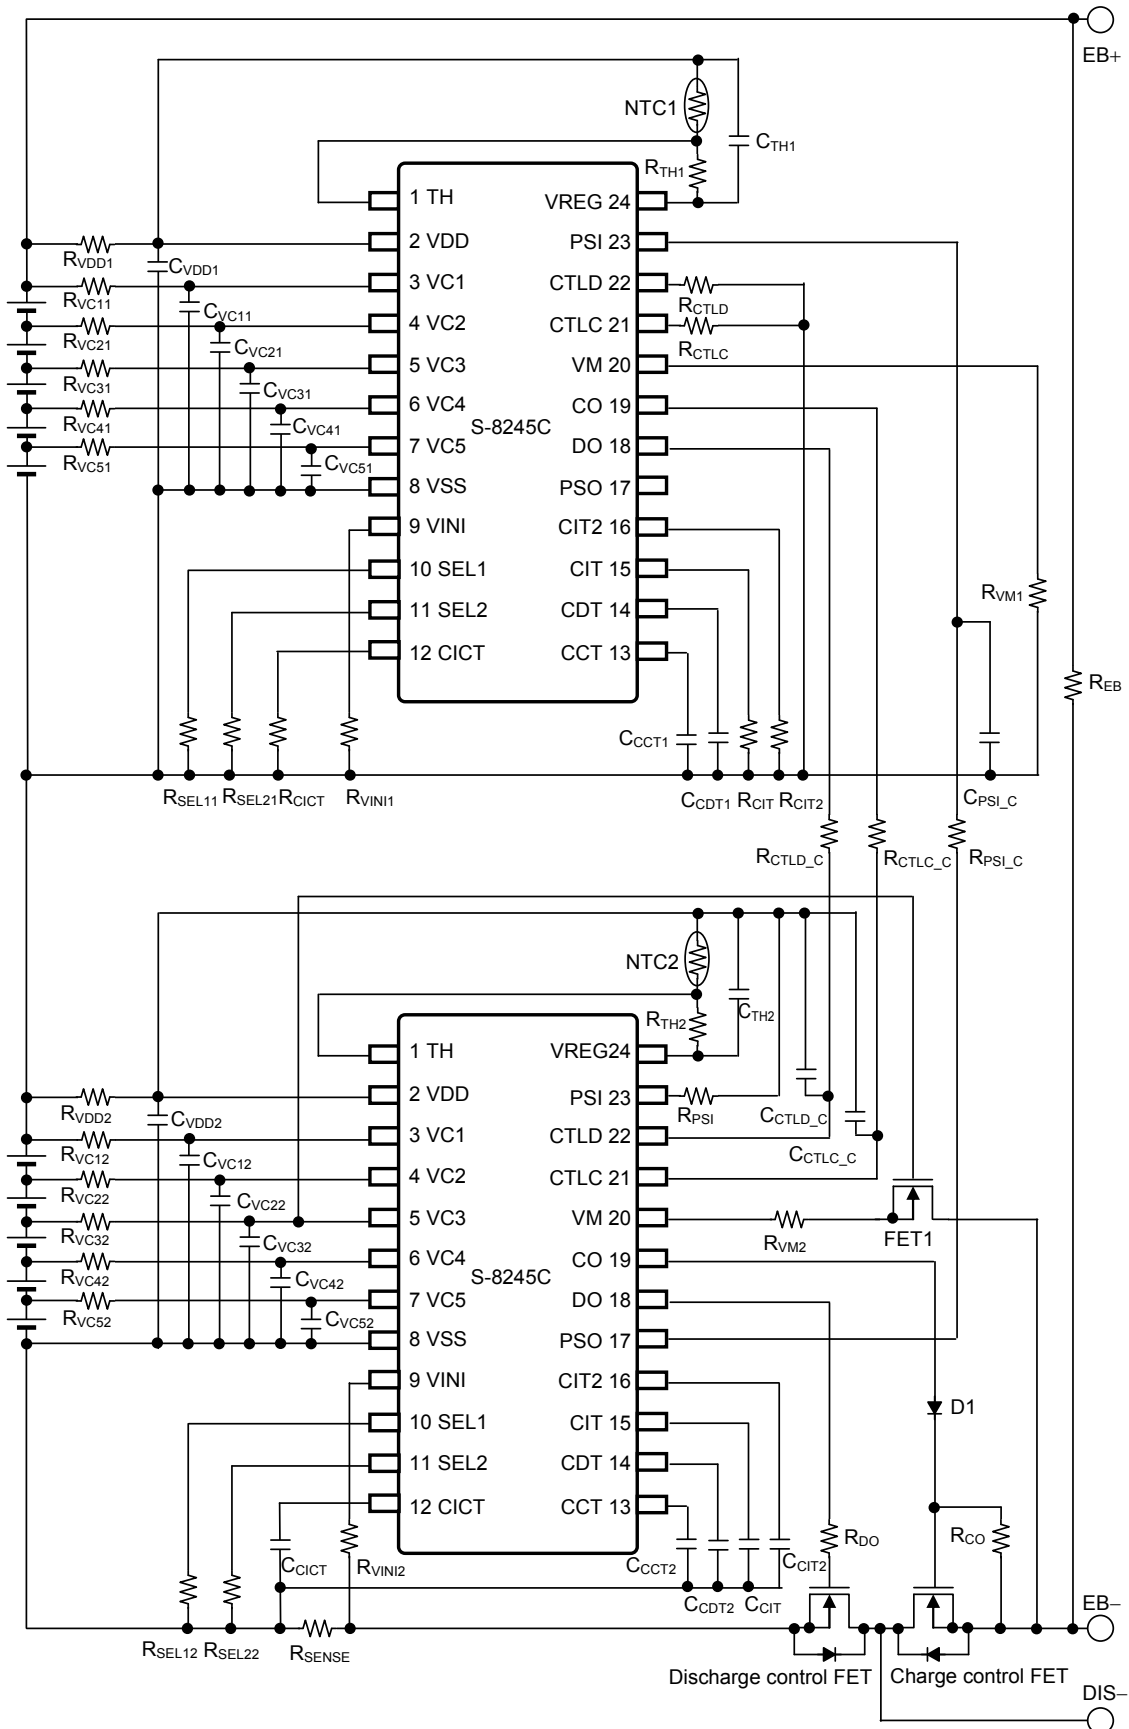 EB+
NTC1
CTH1
RTH1
1 TH
VREG 24
2 VDD
PSI 23
RVDD1
CVDD1
3 VC1
CTLD 22
RVC11
CVC11
RCTLD
4 VC2
CTLC 21
RVC21
CVC21
RCTLC
5 VC3
VM 20
RVC31
CVC31
6 VC4
CO 19
RVC41
CVC41
S-8245C
7 VC5
DO 18
RVC51
CVC51
8 VSS
PSO 17
9 VINI
CIT2 16
10 SEL1
CIT 15
RVM1
11 SEL2
CDT 14
12 CICT
CCT 13
REB
CCCT1
RSEL11
RSEL21
RCICT
RVINI1
CCDT1
RCIT
RCIT2
CPSI_C
RCTLD_C
RCTLC_C
RPSI_C
NTC2
CTH2
RTH2
1 TH
VREG24
2 VDD
PSI 23
RVDD2
CVDD2
RPSI
CCTLD_C
3 VC1
CTLD 22
RVC12
CVC12
CCTLC_C
4 VC2
CTLC 21
RVC22
CVC22
5 VC3
VM 20
RVC32
CVC32
RVM2
FET1
6 VC4
CO 19
RVC42
CVC42
S-8245C
7 VC5
DO 18
RVC52
CVC52
8 VSS
PSO 17
9 VINI
CIT2 16
D1
10 SEL1
CIT 15
11 SEL2
CDT 14
12 CICT
CCT 13
RDO
RCO
CCICT
RVINI2
CCCT2
CCIT2
CCDT2
CCIT
EB−
RSEL12
RSEL22
RSENSE
Discharge control FET
Charge control FET
DIS−